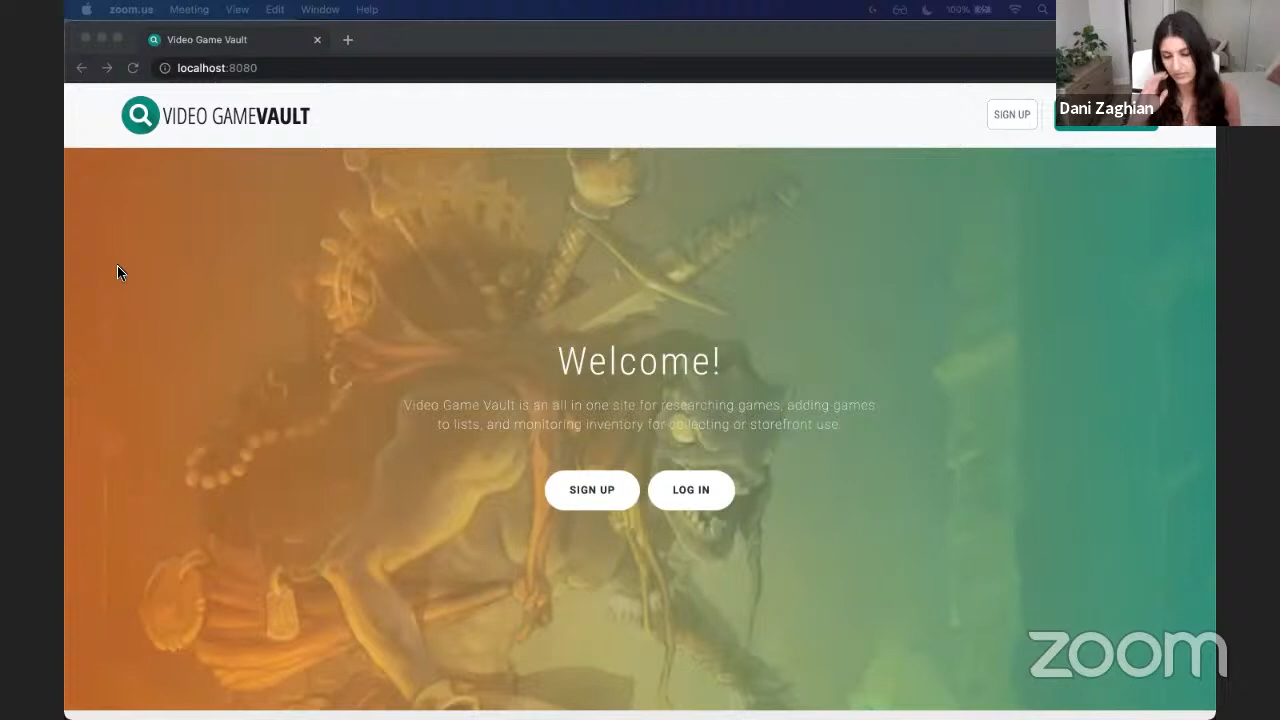 zoom.us Meeting View Edit Window Help 100%
Video Game Vault
localhost:8080
Dani Zaghian
VIDEO GAMEVAULT
SIGN UP
Welcome!
Video Game Vault is an all in one site for researching games, adding games
to lists, and monitoring inventory for collecting or storefront use.
SIGN UP LOG IN
zoom